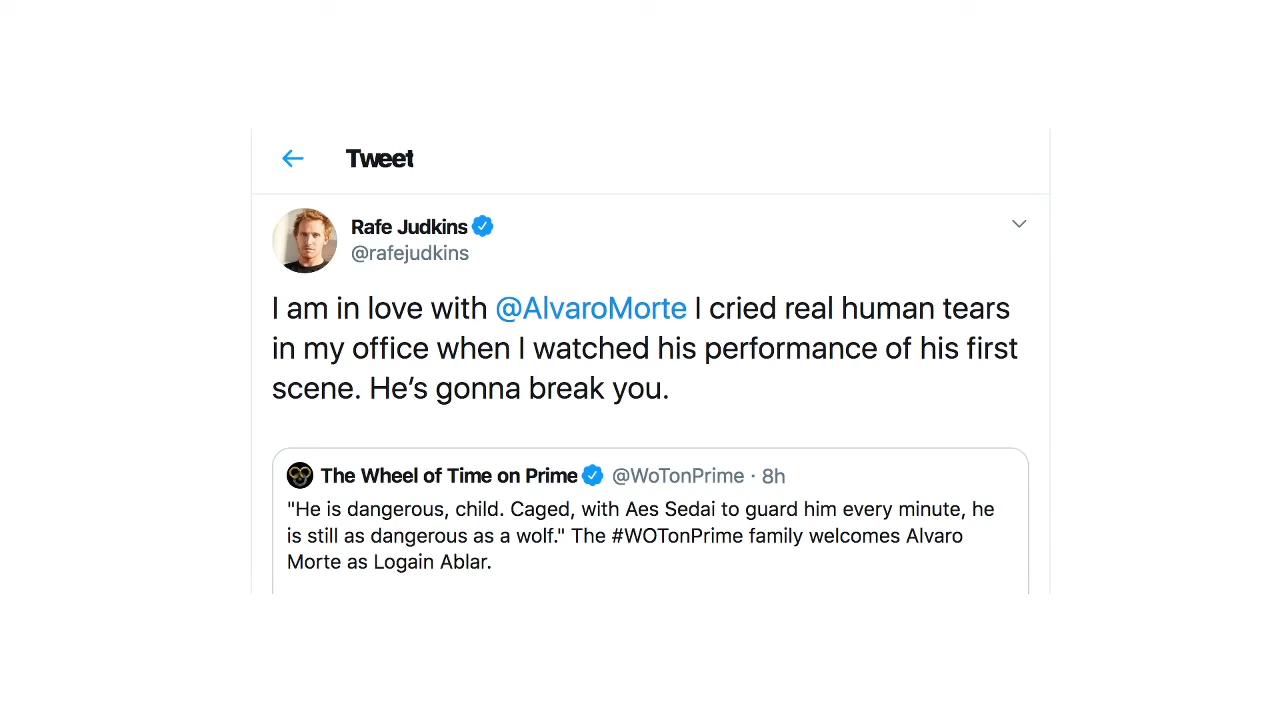 Tweet
Rafe Judkins
@rafejudkins
I am in love with @AlvaroMorte I cried real human tears
in my office when I watched his performance of his first
scene. He’s gonna break you.
The Wheel of Time on Prime @WoTonPrime · 8h
"He is dangerous, child. Caged, with Aes Sedai to guard him every minute, he
is still as dangerous as a wolf." The #WOTonPrime family welcomes Alvaro
Morte as Logain Ablar.